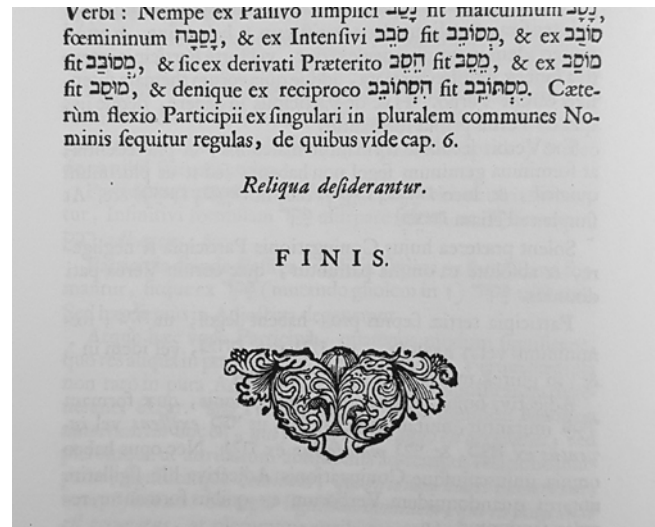 Verbi: Nempe ex Passivo simplici נָסַב fit masculinum נָסָב,
fœmininum נָסַבָּה, & ex Intensivi סֹבֵב fit מְסוֹבֵב, & ex סוֹבַב
fit מְסוֹבָב, & sic ex derivati Præterito הֵסֵב fit מֵסֵב, & ex מוֹסַב
fit מוּסָב, & denique ex reciproco הִסְתּוֹבֵב fit מִסְתּוֹבֵב. Cæte-
rùm flexio Participii ex singulari in pluralem communes No-
minis sequitur regulas, de quibus vide cap. 6.
Reliqua desiderantur.
FINIS.